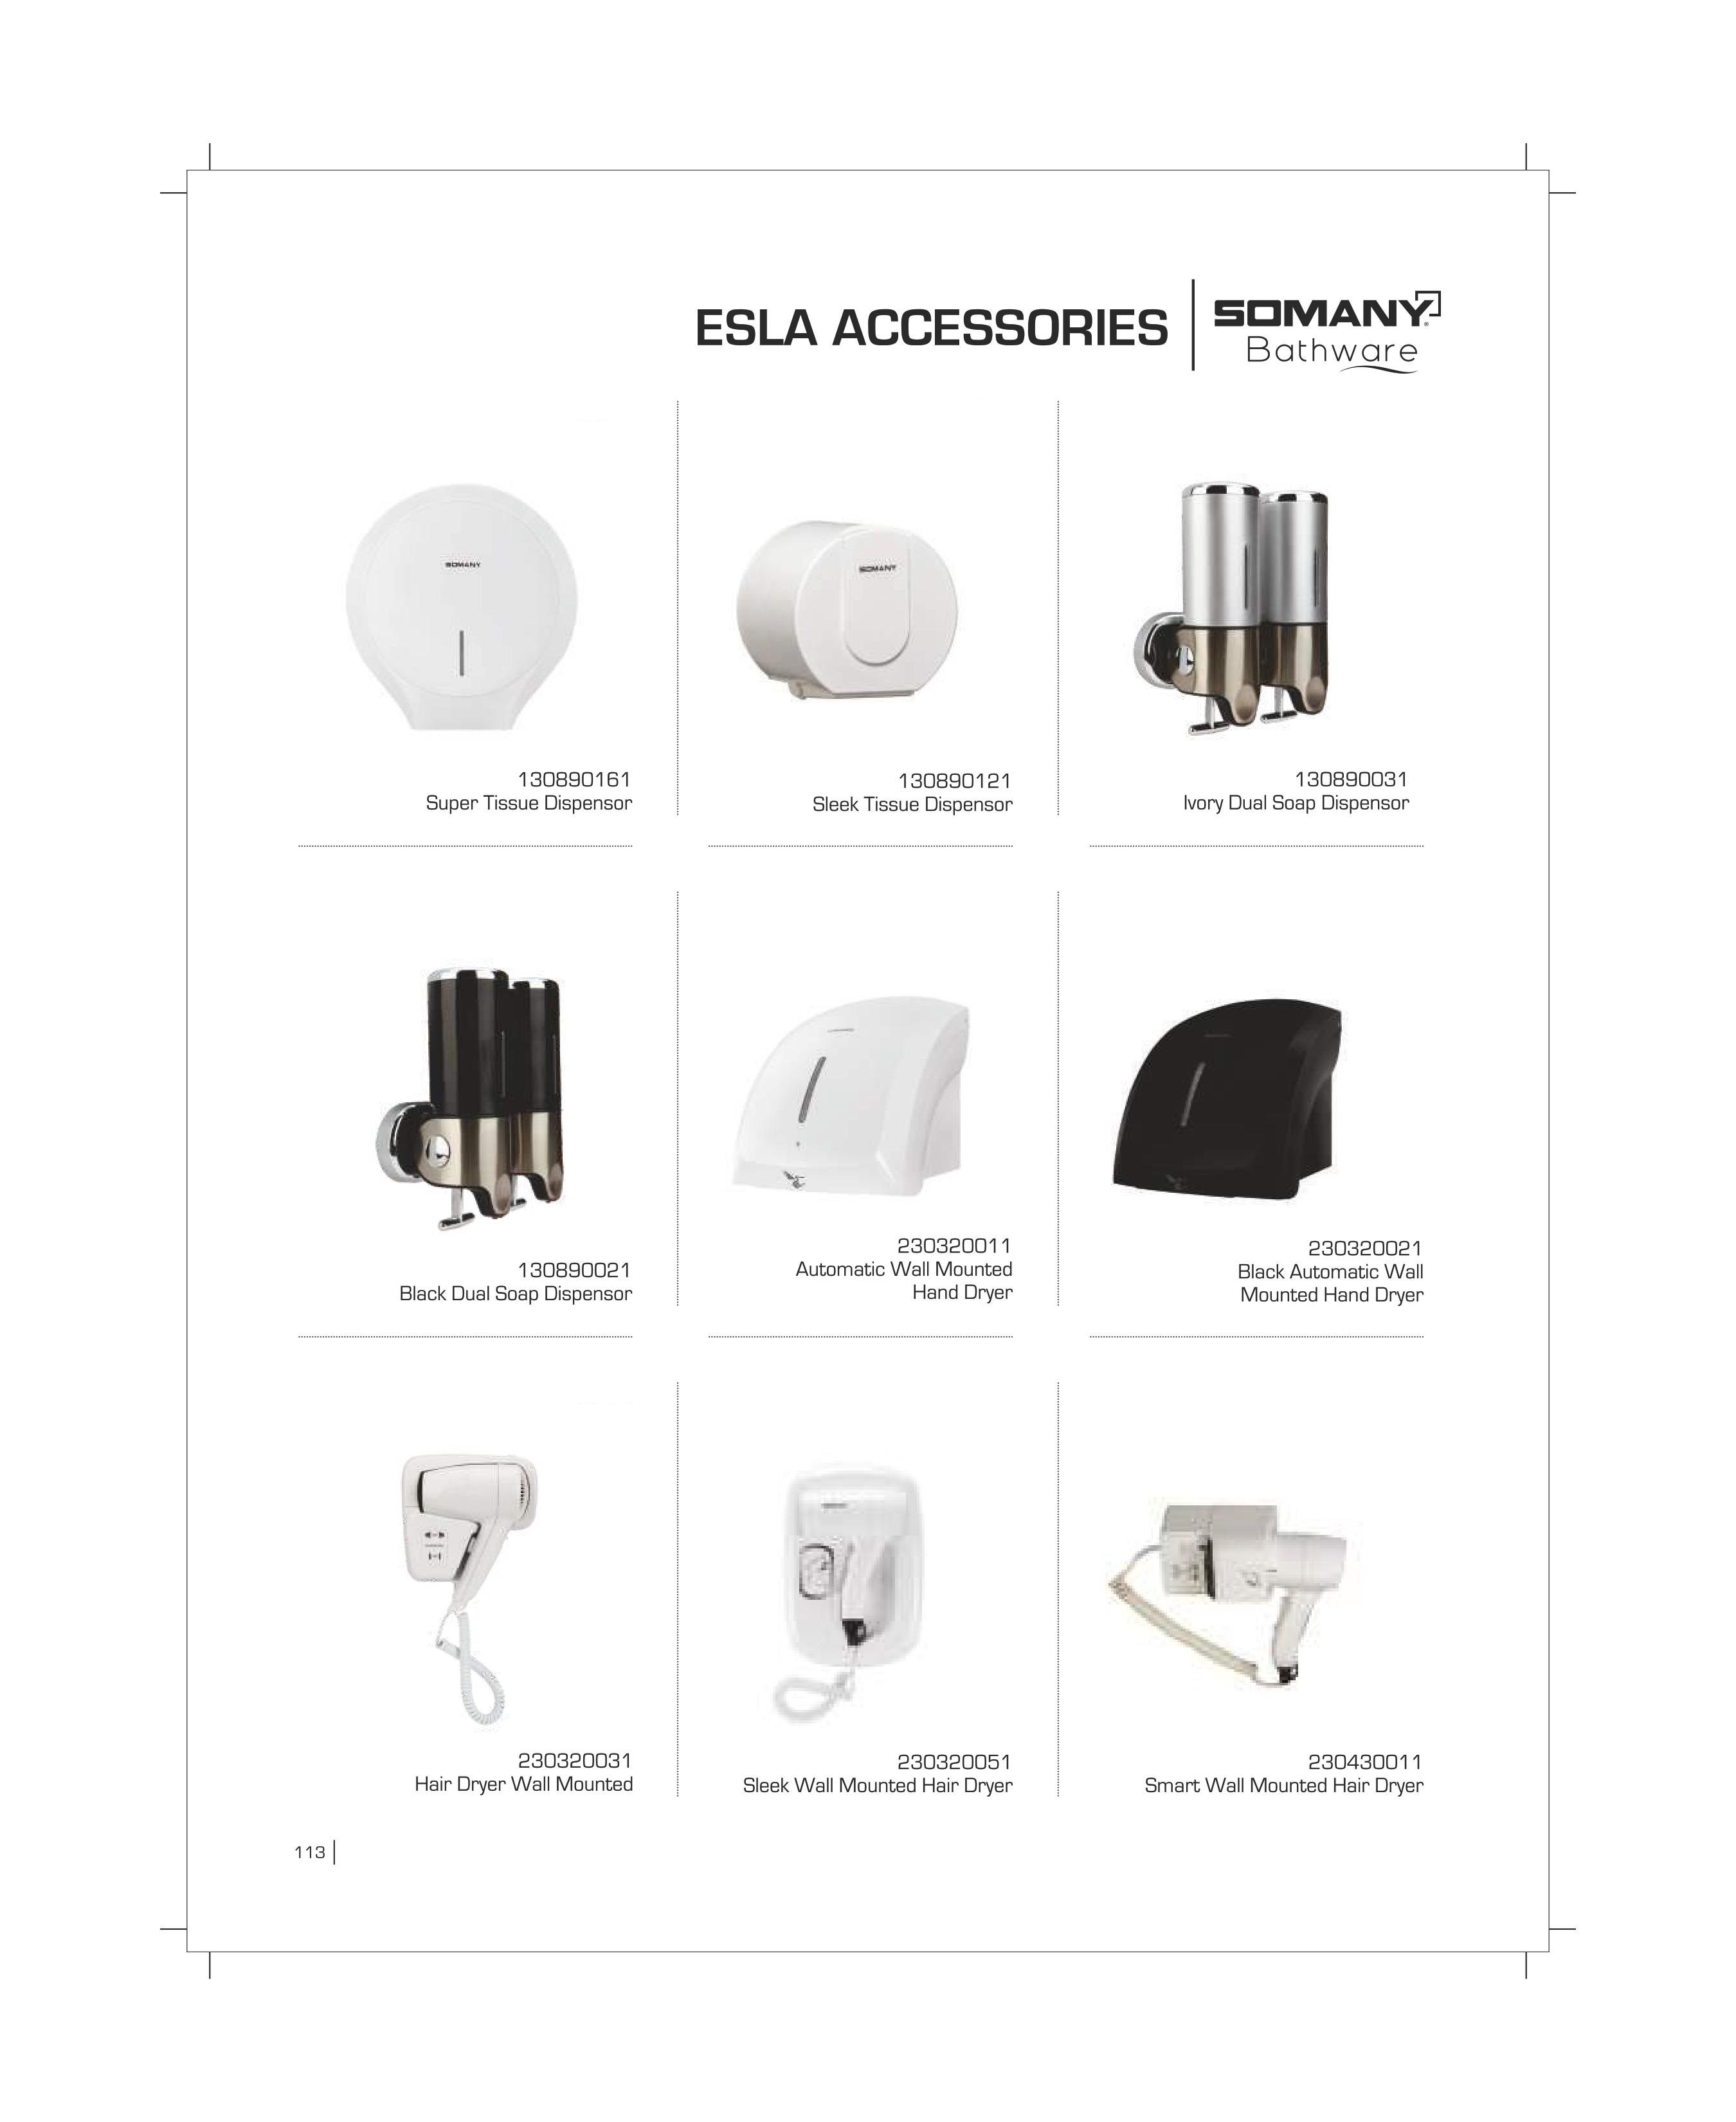 ESLA ACCESSORIES
SOMANY®
Bathware
SOMANY
SOMANY
130890161
Super Tissue Dispensor
130890121
Sleek Tissue Dispensor
130890031
Ivory Dual Soap Dispensor
130890021
Black Dual Soap Dispensor
230320011
Automatic Wall Mounted
Hand Dryer
230320021
Black Automatic Wall
Mounted Hand Dryer
230320031
Hair Dryer Wall Mounted
230320051
Sleek Wall Mounted Hair Dryer
230430011
Smart Wall Mounted Hair Dryer
113